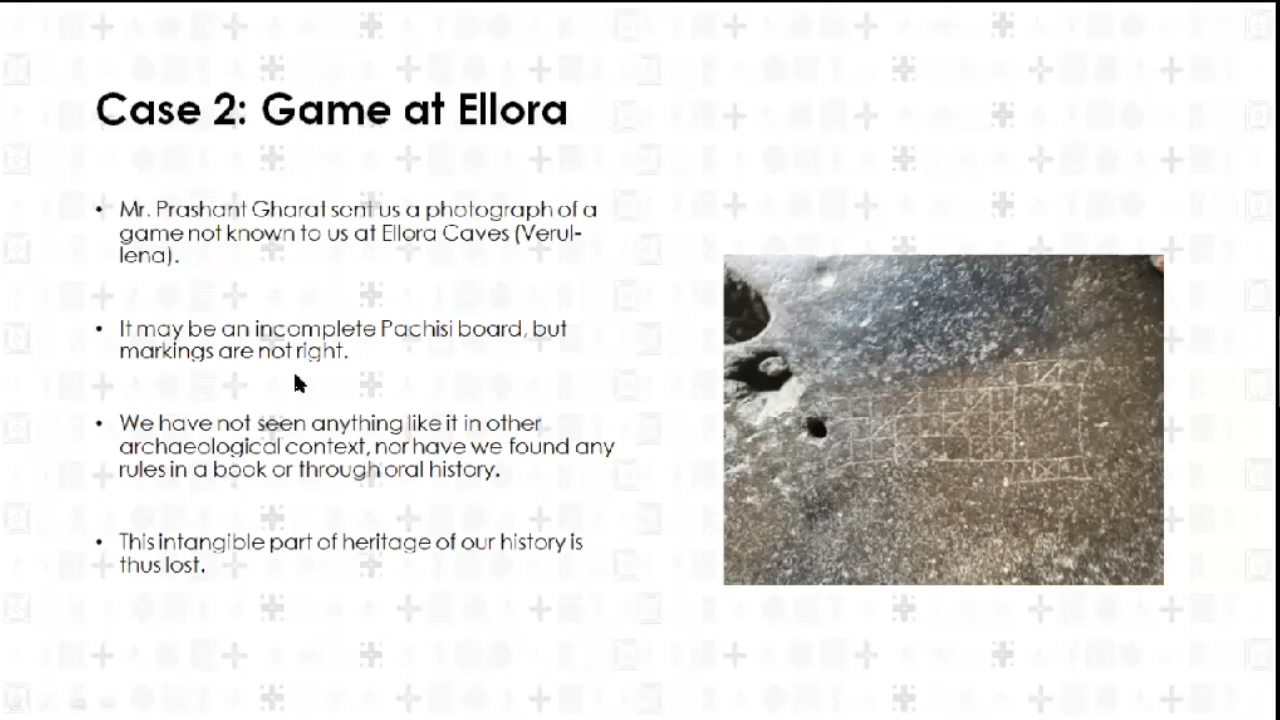 Case 2: Game at Ellora
• Mr. Prashant Gharat sent us a photograph of a
game not known to us at Ellora Caves (Verul-
lena).
• It may be an incomplete Pachisi board, but
markings are not right.
• We have not seen anything like it in other
archaeological context, nor have we found any
rules in a book or through oral history.
• This intangible part of heritage of our history is
thus lost.